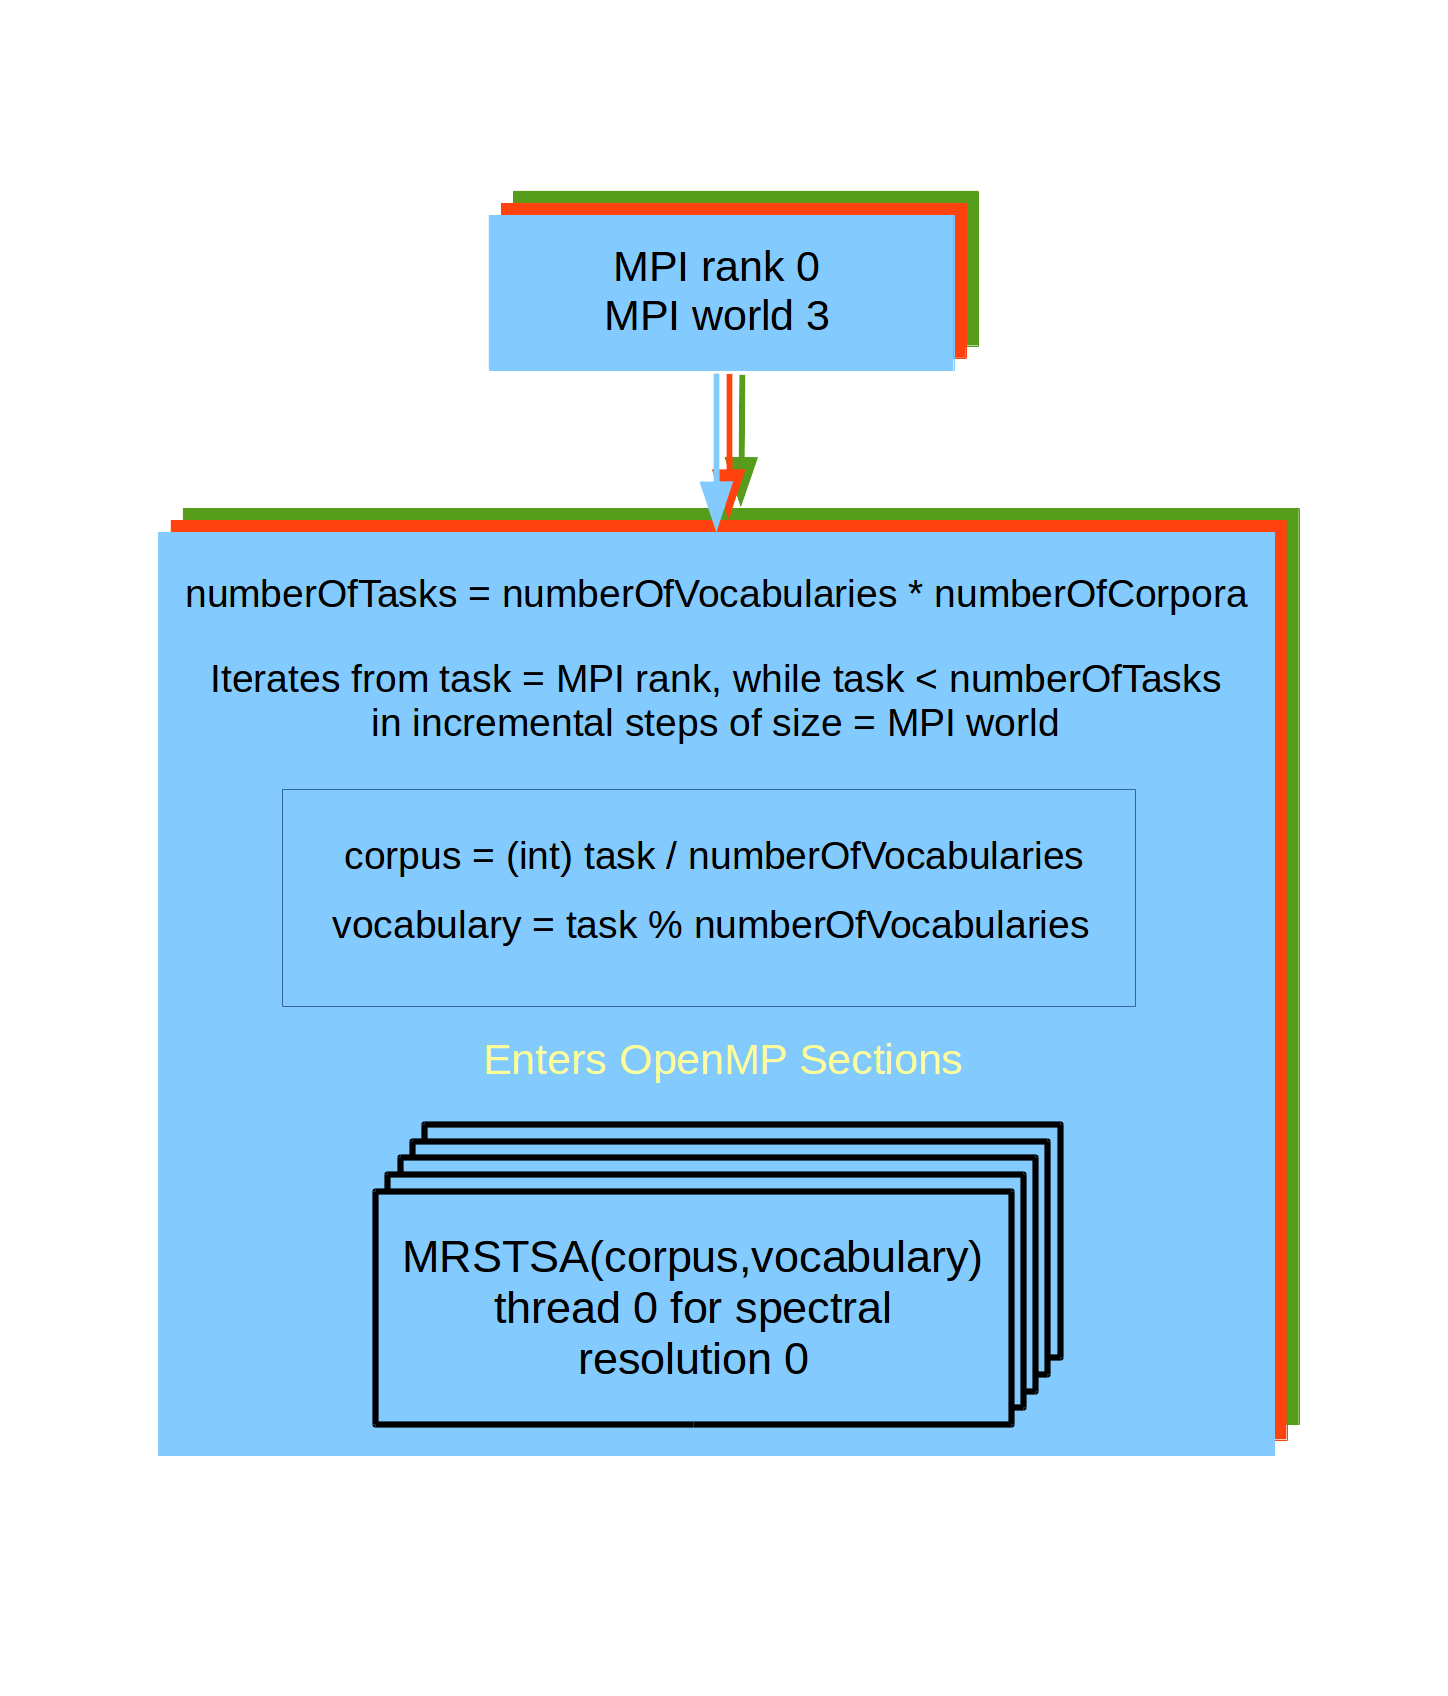 MPI rank 0
MPI world 3
numberOfTasks = numberOfVocabularies * numberOfCorpora
Iterates from task = MPI rank, while task < numberOfTasks
in incremental steps of size = MPI world
corpus = (int) task / numberOfVocabularies
vocabulary = task % numberOfVocabularies
Enters OpenMP Sections
MRSTSA(corpus,vocabulary)
thread 0 for spectral
resolution 0